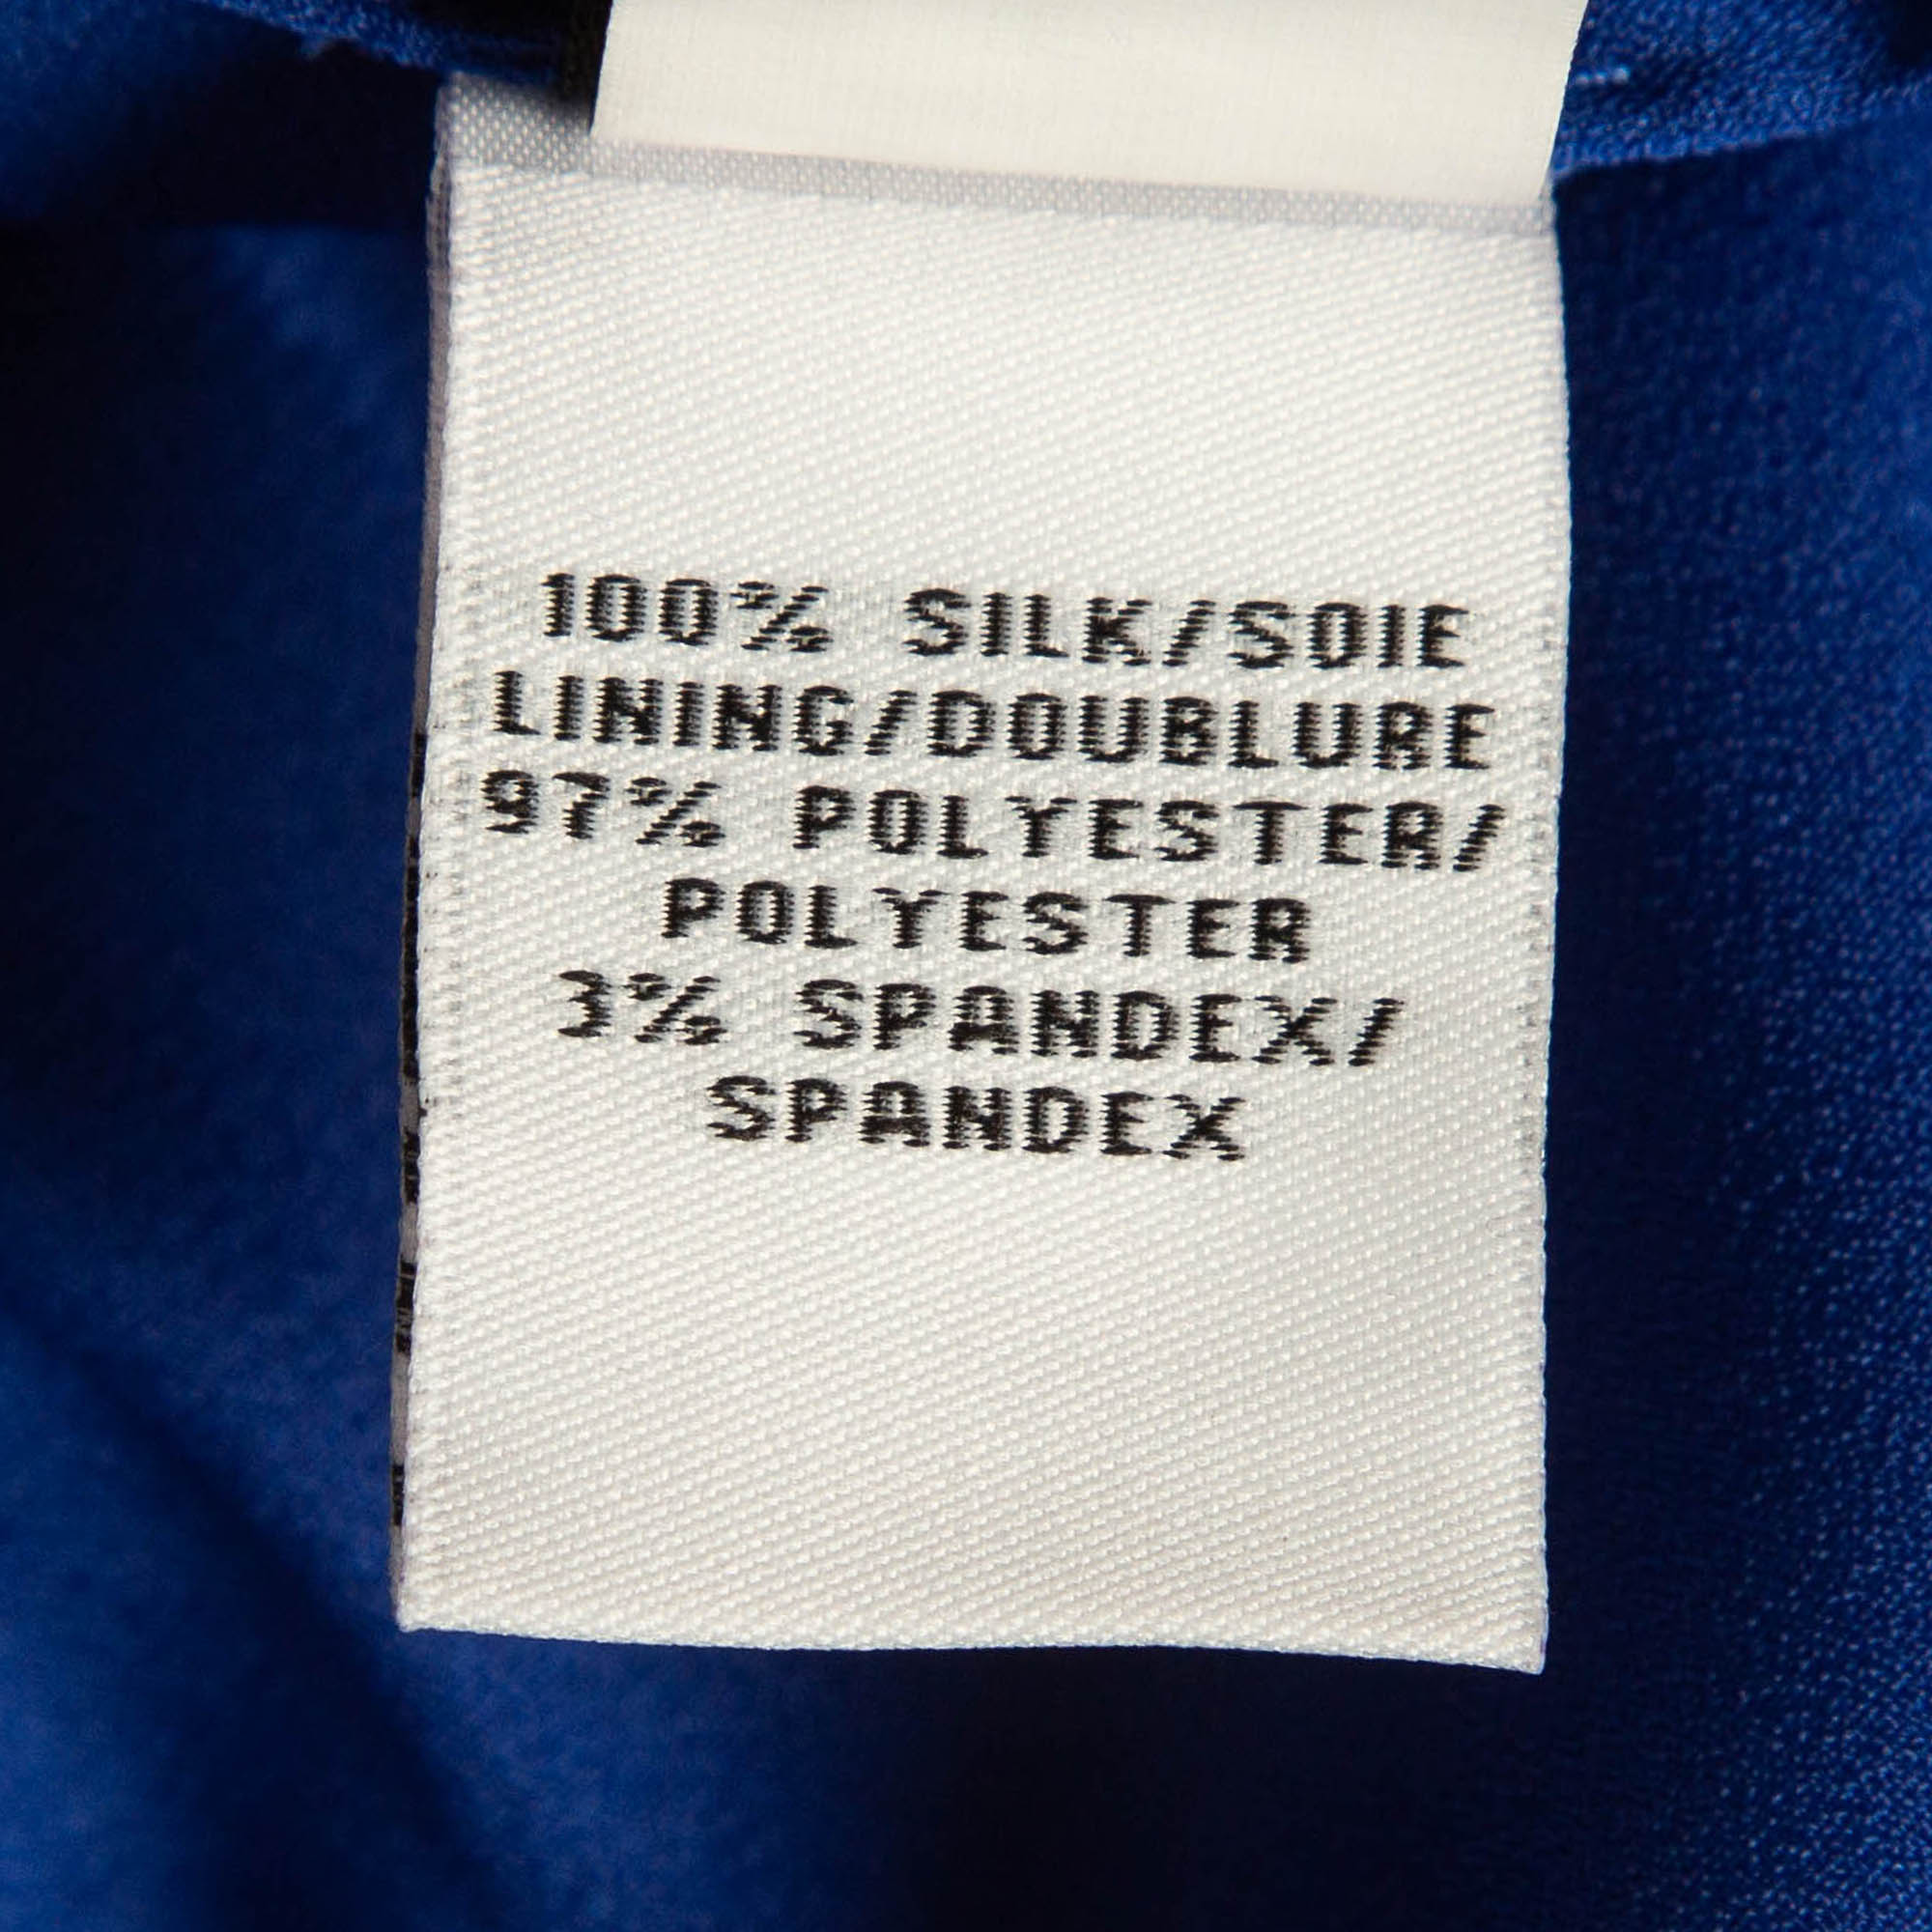 100% SILK/SOIE
LINING/DOUBLURE
97% POLYESTER/
POLYESTER
3% SPANDEX/
SPANDEX